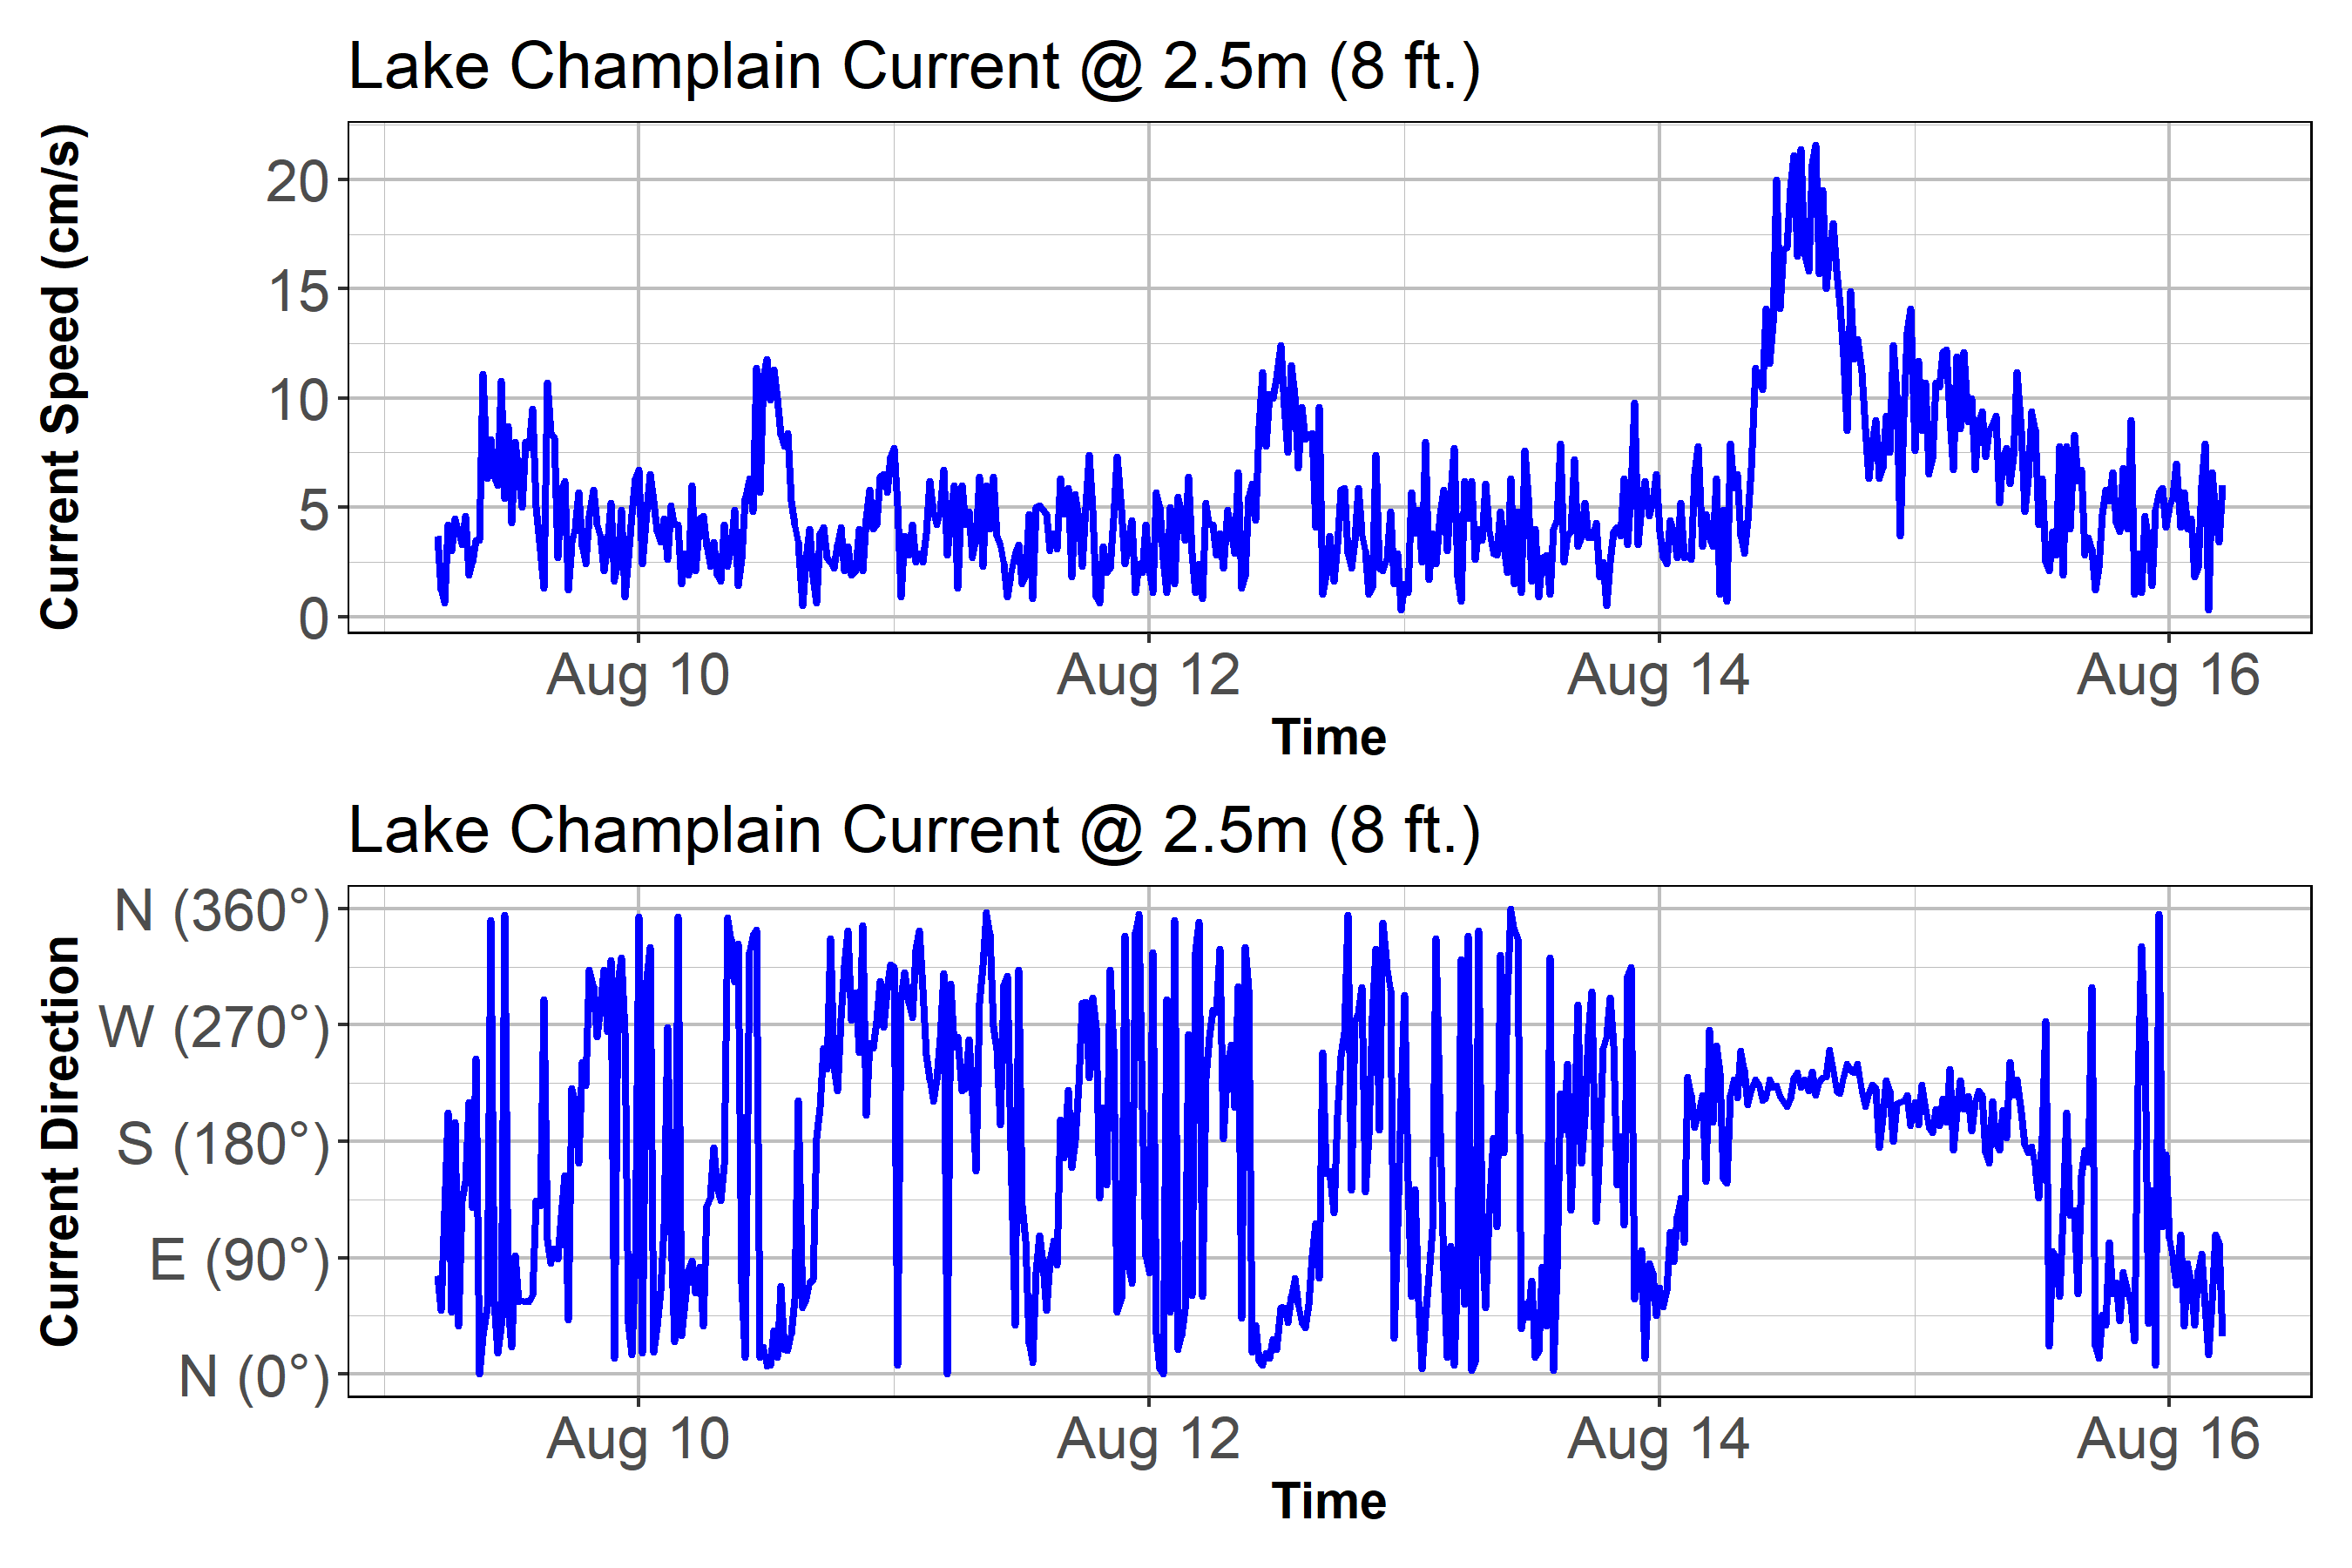 Lake Champlain Current @ 2.5m (8 ft.)
Current Speed (cm/s)
20
15
10
5
0
Aug 10 Aug 12 Aug 14 Aug 16
Time
Lake Champlain Current @ 2.5m (8 ft.)
Current Direction
N (360°)
W (270°)
S (180°)
E (90°)
N (0°)
Aug 10 Aug 12 Aug 14 Aug 16
Time